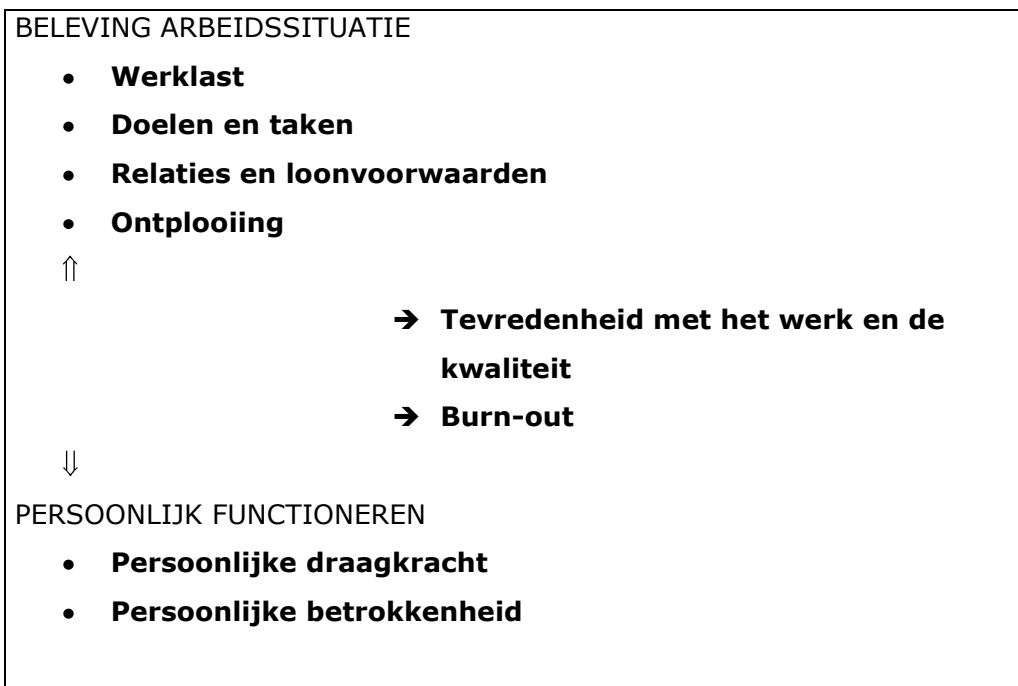 BELEVING ARBEIDSSITUATIE
• Werklast
• Doelen en taken
• Relaties en loonvoorwaarden
• Ontplooiing
⇑
➔ Tevredenheid met het werk en de
kwaliteit
➔ Burn-out
⇓
PERSOONLIJK FUNCTIONEREN
• Persoonlijke draagkracht
• Persoonlijke betrokkenheid